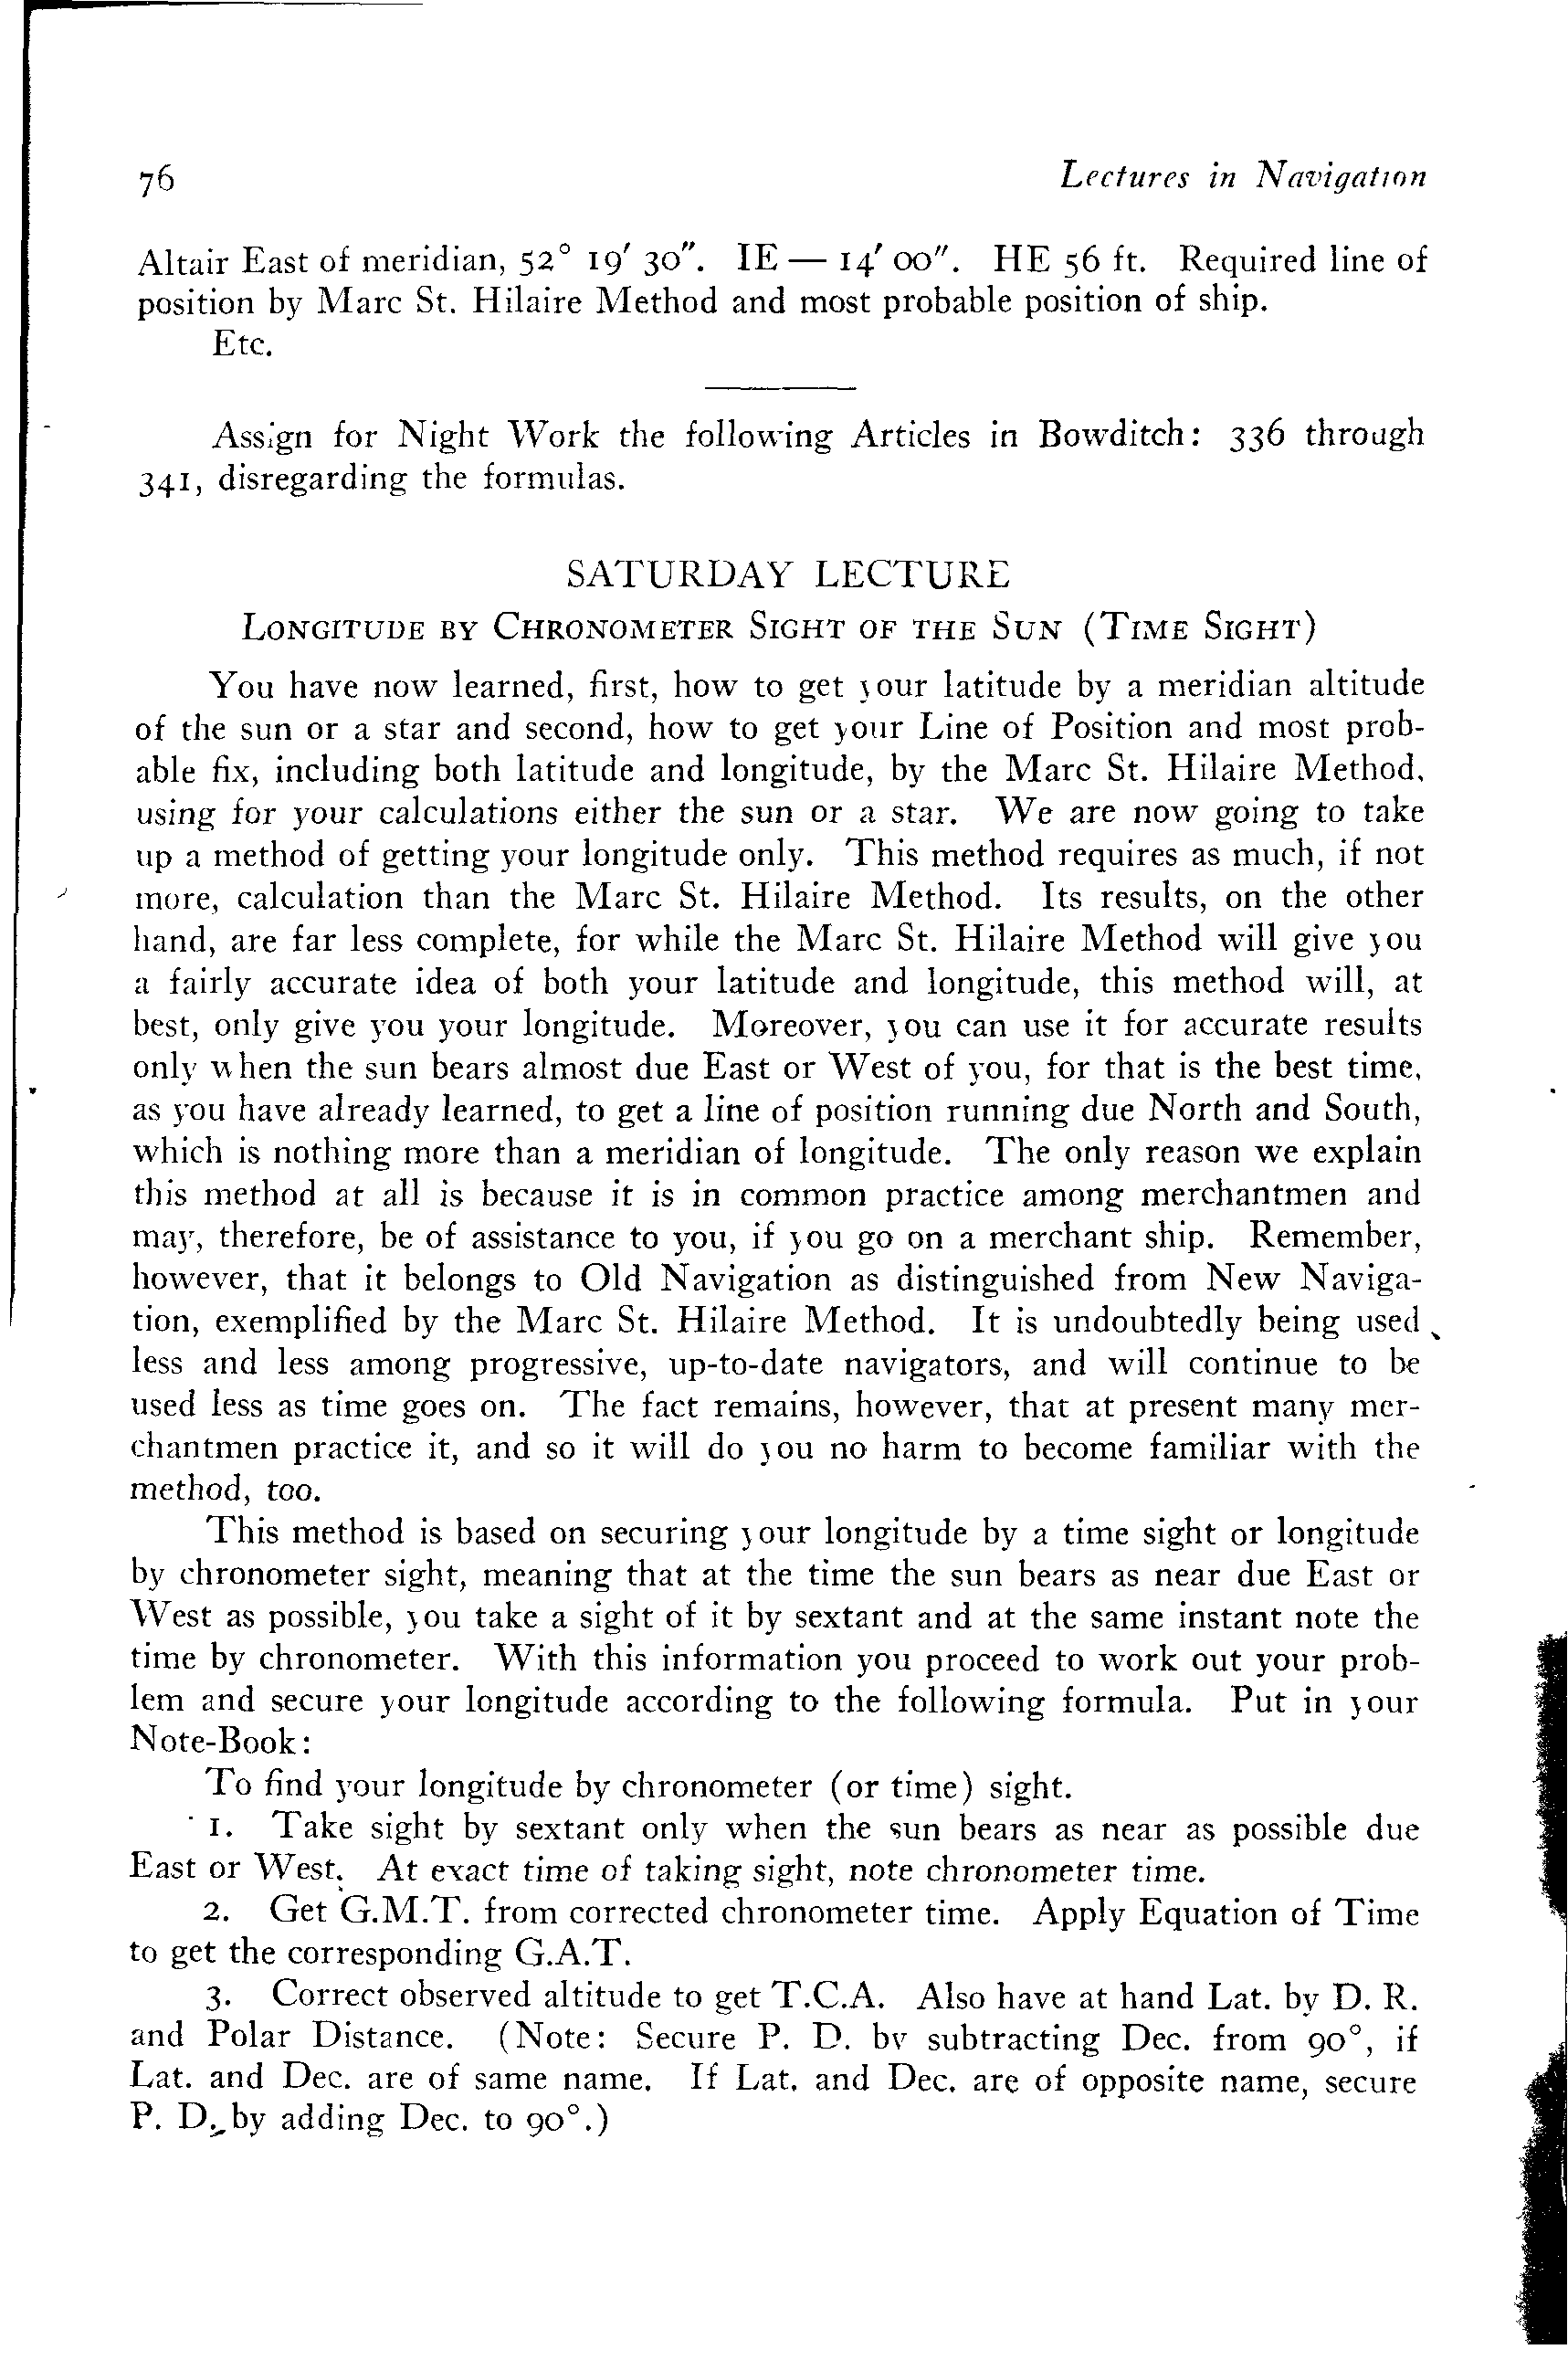 76 Lectures in Navigation
Altair East of meridian, 52° 19′ 30″. IE — 14′ 00″. HE 56 ft. Required line of
position by Marc St. Hilaire Method and most probable position of ship.
Etc.
Assign for Night Work the following Articles in Bowditch: 336 through
341, disregarding the formulas.
SATURDAY LECTURE
LONGITUDE BY CHRONOMETER SIGHT OF THE SUN (TIME SIGHT)
You have now learned, first, how to get your latitude by a meridian altitude
of the sun or a star and second, how to get your Line of Position and most prob-
able fix, including both latitude and longitude, by the Marc St. Hilaire Method,
using for your calculations either the sun or a star. We are now going to take
up a method of getting your longitude only. This method requires as much, if not
more, calculation than the Marc St. Hilaire Method. Its results, on the other
hand, are far less complete, for while the Marc St. Hilaire Method will give you
a fairly accurate idea of both your latitude and longitude, this method will, at
best, only give you your longitude. Moreover, you can use it for accurate results
only when the sun bears almost due East or West of you, for that is the best time,
as you have already learned, to get a line of position running due North and South,
which is nothing more than a meridian of longitude. The only reason we explain
this method at all is because it is in common practice among merchantmen and
may, therefore, be of assistance to you, if you go on a merchant ship. Remember,
however, that it belongs to Old Navigation as distinguished from New Naviga-
tion, exemplified by the Marc St. Hilaire Method. It is undoubtedly being used
less and less among progressive, up-to-date navigators, and will continue to be
used less as time goes on. The fact remains, however, that at present many mer-
chantmen practice it, and so it will do you no harm to become familiar with the
method, too.
This method is based on securing your longitude by a time sight or longitude
by chronometer sight, meaning that at the time the sun bears as near due East or
West as possible, you take a sight of it by sextant and at the same instant note the
time by chronometer. With this information you proceed to work out your prob-
lem and secure your longitude according to the following formula. Put in your
Note-Book:
To find your longitude by chronometer (or time) sight.
1. Take sight by sextant only when the sun bears as near as possible due
East or West. At exact time of taking sight, note chronometer time.
2. Get G.M.T. from corrected chronometer time. Apply Equation of Time
to get the corresponding G.A.T.
3. Correct observed altitude to get T.C.A. Also have at hand Lat. by D. R.
and Polar Distance. (Note: Secure P. D. by subtracting Dec. from 90°, if
Lat. and Dec. are of same name. If Lat. and Dec. are of opposite name, secure
P. D. by adding Dec. to 90°.)